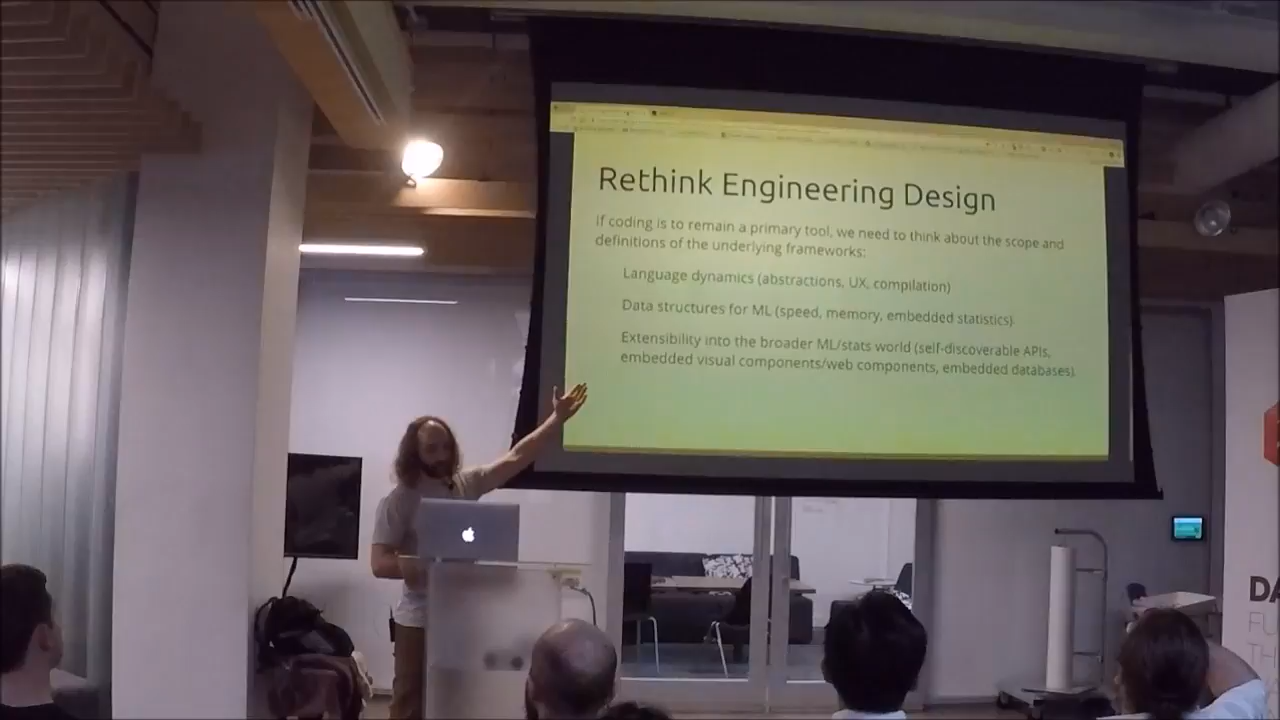 Rethink Engineering Design
If coding is to remain a primary tool, we need to think about the scope and
definitions of the underlying frameworks:
Language dynamics (abstractions, UX, compilation)
Data structures for ML (speed, memory, embedded statistics)
Extensibility into the broader ML/stats world (self-discoverable APIs,
embedded visual components/web components, embedded databases).
DA
FU
TH